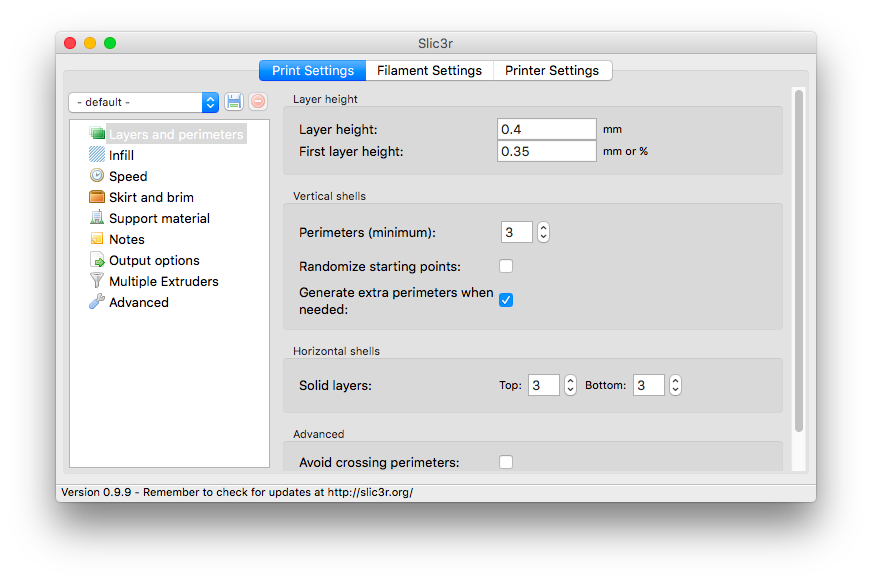 Slic3r
Print Settings Filament Settings Printer Settings
- default -
Layers and perimeters
Infill
Speed
Skirt and brim
Support material
Notes
Output options
Multiple Extruders
Advanced
Layer height
Layer height: 0.4 mm
First layer height: 0.35 mm or %
Vertical shells
Perimeters (minimum): 3
Randomize starting points:
Generate extra perimeters when
needed:
Horizontal shells
Solid layers: Top: 3 Bottom: 3
Advanced
Avoid crossing perimeters:
Version 0.9.9 - Remember to check for updates at http://slic3r.org/